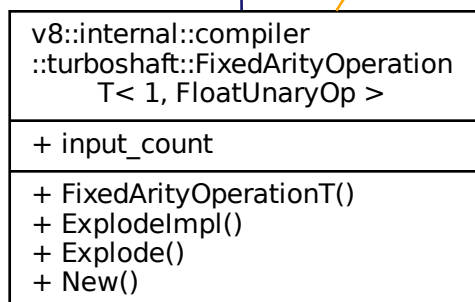 v8::internal::compiler
::turboshaft::FixedArityOperation
T< 1, FloatUnaryOp >
+ input_count
+ FixedArityOperationT()
+ ExplodeImpl()
+ Explode()
+ New()